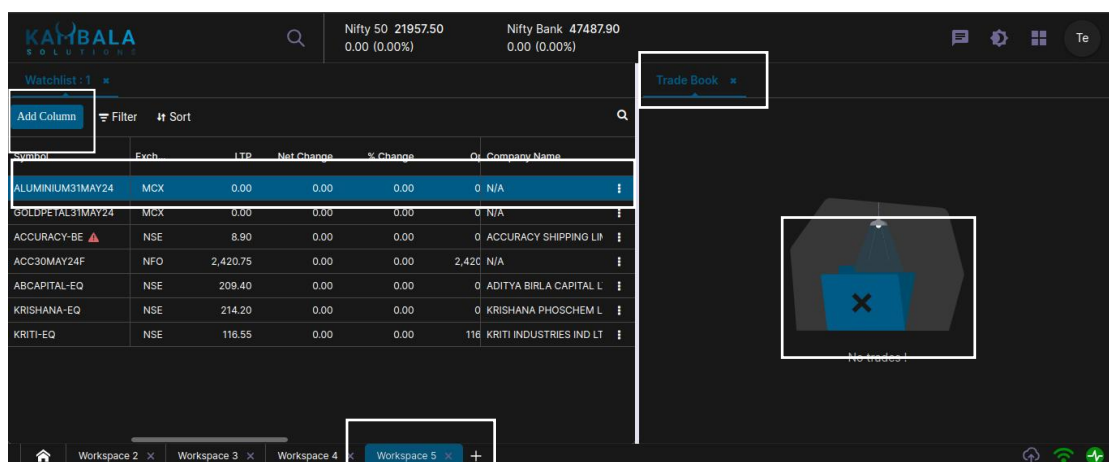 KAMBALA
SOLUTIONS
Nifty 50 21957.50
0.00 (0.00%)
Nifty Bank 47487.90
0.00 (0.00%)
Te
Watchlist : 1
Trade Book
Add Column Filter Sort
Symbol Exch LTP Net Change % Change Op Company Name
ALUMINIUM31MAY24 MCX 0.00 0.00 0.00 0 N/A
GOLDPETAL31MAY24 MCX 0.00 0.00 0.00 0 N/A
ACCURACY-BE NSE 8.90 0.00 0.00 0 ACCURACY SHIPPING LIM
ACC30MAY24F NFO 2,420.75 0.00 0.00 2,420 N/A
ABCAPITAL-EQ NSE 209.40 0.00 0.00 0 ADITYA BIRLA CAPITAL L
KRISHANA-EQ NSE 214.20 0.00 0.00 0 KRISHANA PHOSCHEM L
KRITI-EQ NSE 116.55 0.00 0.00 116 KRITI INDUSTRIES IND LT
No trades !
Workspace 2 Workspace 3 Workspace 4 Workspace 5